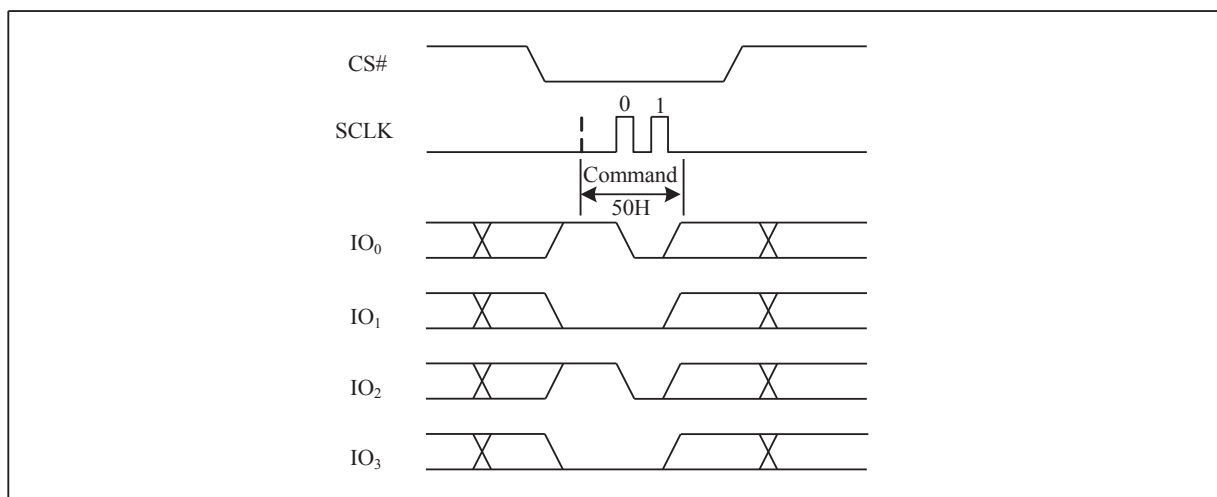 CS#
0 1
SCLK
Command
50H
IO₀
IO₁
IO₂
IO₃